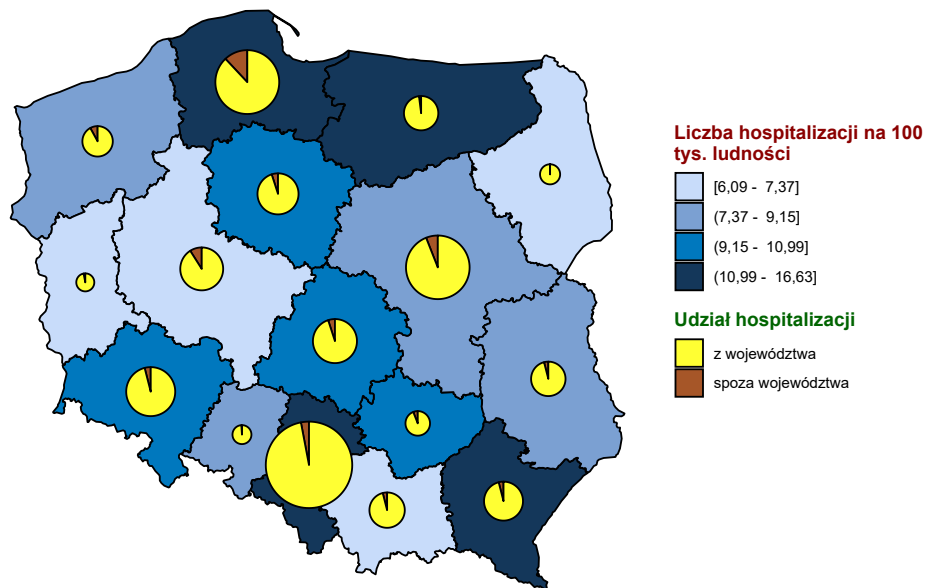 Liczba hospitalizacji na 100
tys. ludności
[6,09 - 7,37]
(7,37 - 9,15]
(9,15 - 10,99]
(10,99 - 16,63]
Udział hospitalizacji
z województwa
spoza województwa